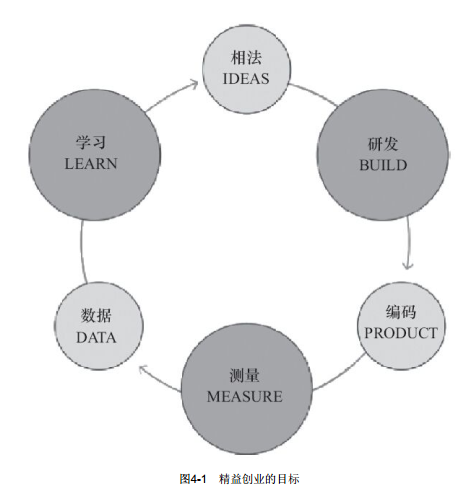 相法
IDEAS
研发
BUILD
编码
PRODUCT
测量
MEASURE
数据
DATA
学习
LEARN
图4-1 精益创业的目标